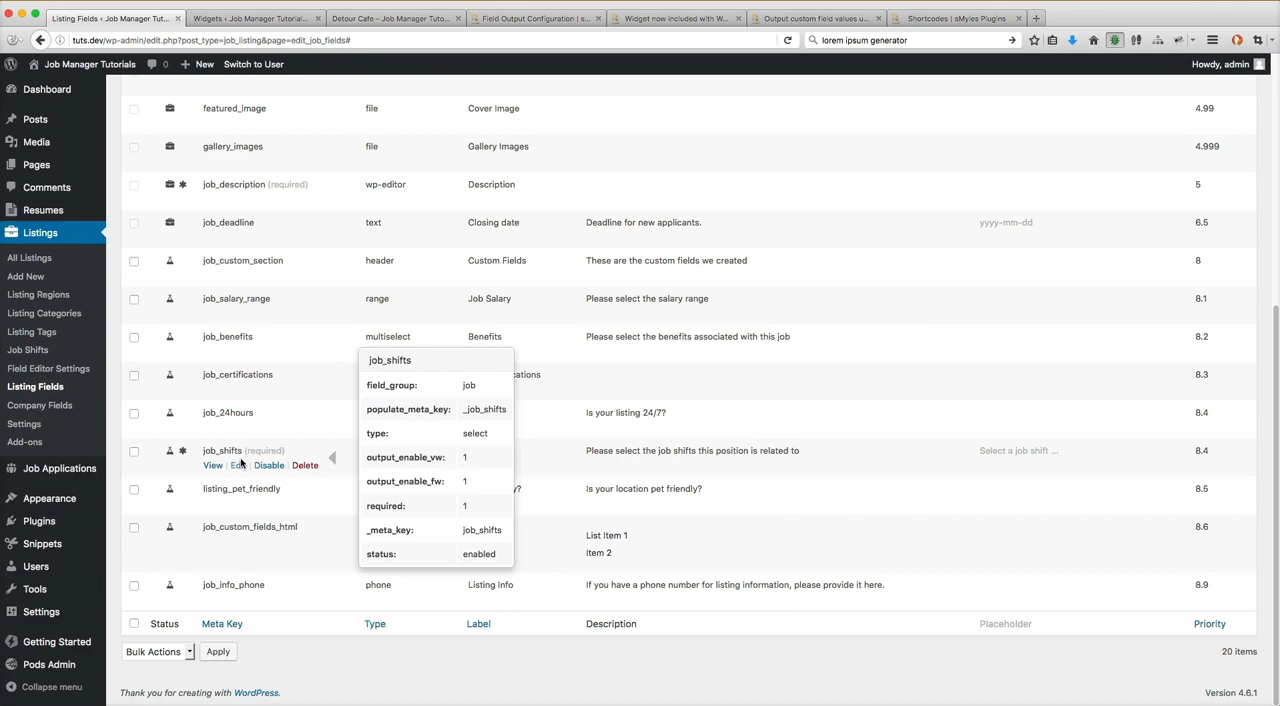 Listing Fields ‹ Job Manager Tut... ×
Widgets ‹ Job Manager Tutorial... ×
Detour Cafe – Job Manager Tuto... ×
Field Output Configuration | s... ×
Widget now included with W... ×
Output custom field values u... ×
Shortcodes | sMyles Plugins ×
tuts.dev/wp-admin/edit.php?post_type=job_listing&page=edit_job_fields#
lorem ipsum generator
Job Manager Tutorials 0 New Switch to User Howdy, admin
Dashboard
Posts
Media
Pages
Comments
Resumes
Listings
All Listings
Add New
Listing Regions
Listing Categories
Listing Tags
Job Shifts
Field Editor Settings
Listing Fields
Company Fields
Settings
Add-ons
Job Applications
Appearance
Plugins
Snippets
Users
Tools
Settings
Getting Started
Pods Admin
Collapse menu
featured_image file Cover Image 4.99
gallery_images file Gallery Images 4.999
job_description (required) wp-editor Description 5
job_deadline text Closing date Deadline for new applicants. yyyy-mm-dd 6.5
job_custom_section header Custom Fields These are the custom fields we created 8
job_salary_range range Job Salary Please select the salary range 8.1
job_benefits multiselect Benefits Please select the benefits associated with this job 8.2
job_certifications cations 8.3
job_24hours Is your listing 24/7? 8.4
job_shifts (required) Please select the job shifts this position is related to Select a job shift ... 8.4
View | Edit | Disable | Delete
listing_pet_friendly y? Is your location pet friendly? 8.5
job_custom_fields_html 8.6
List Item 1
Item 2
job_info_phone phone Listing Info If you have a phone number for listing information, please provide it here. 8.9
job_shifts
field_group: job
populate_meta_key: _job_shifts
type: select
output_enable_vw: 1
output_enable_fw: 1
required: 1
_meta_key: job_shifts
status: enabled
Status Meta Key Type Label Description Placeholder Priority
Bulk Actions Apply 20 items
Thank you for creating with WordPress. Version 4.6.1